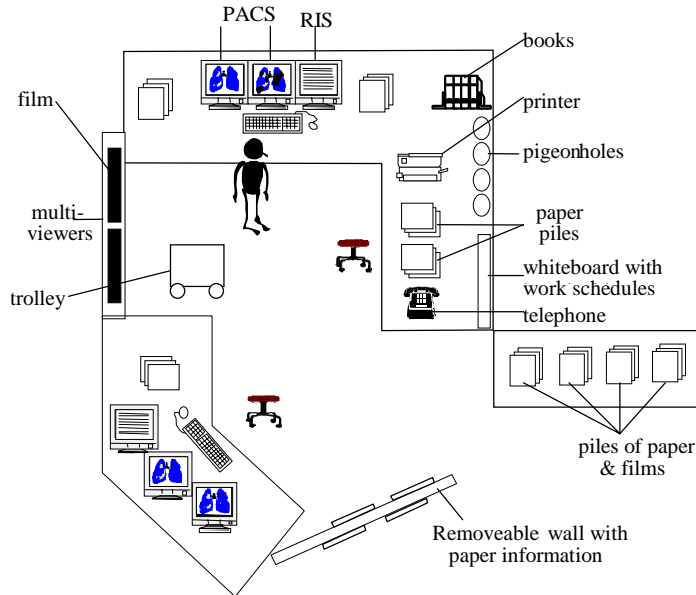 PACS
RIS
books
film
printer
pigeonholes
multi-
viewers
paper
piles
whiteboard with
work schedules
trolley
telephone
piles of paper
& films
Removeable wall with
paper information